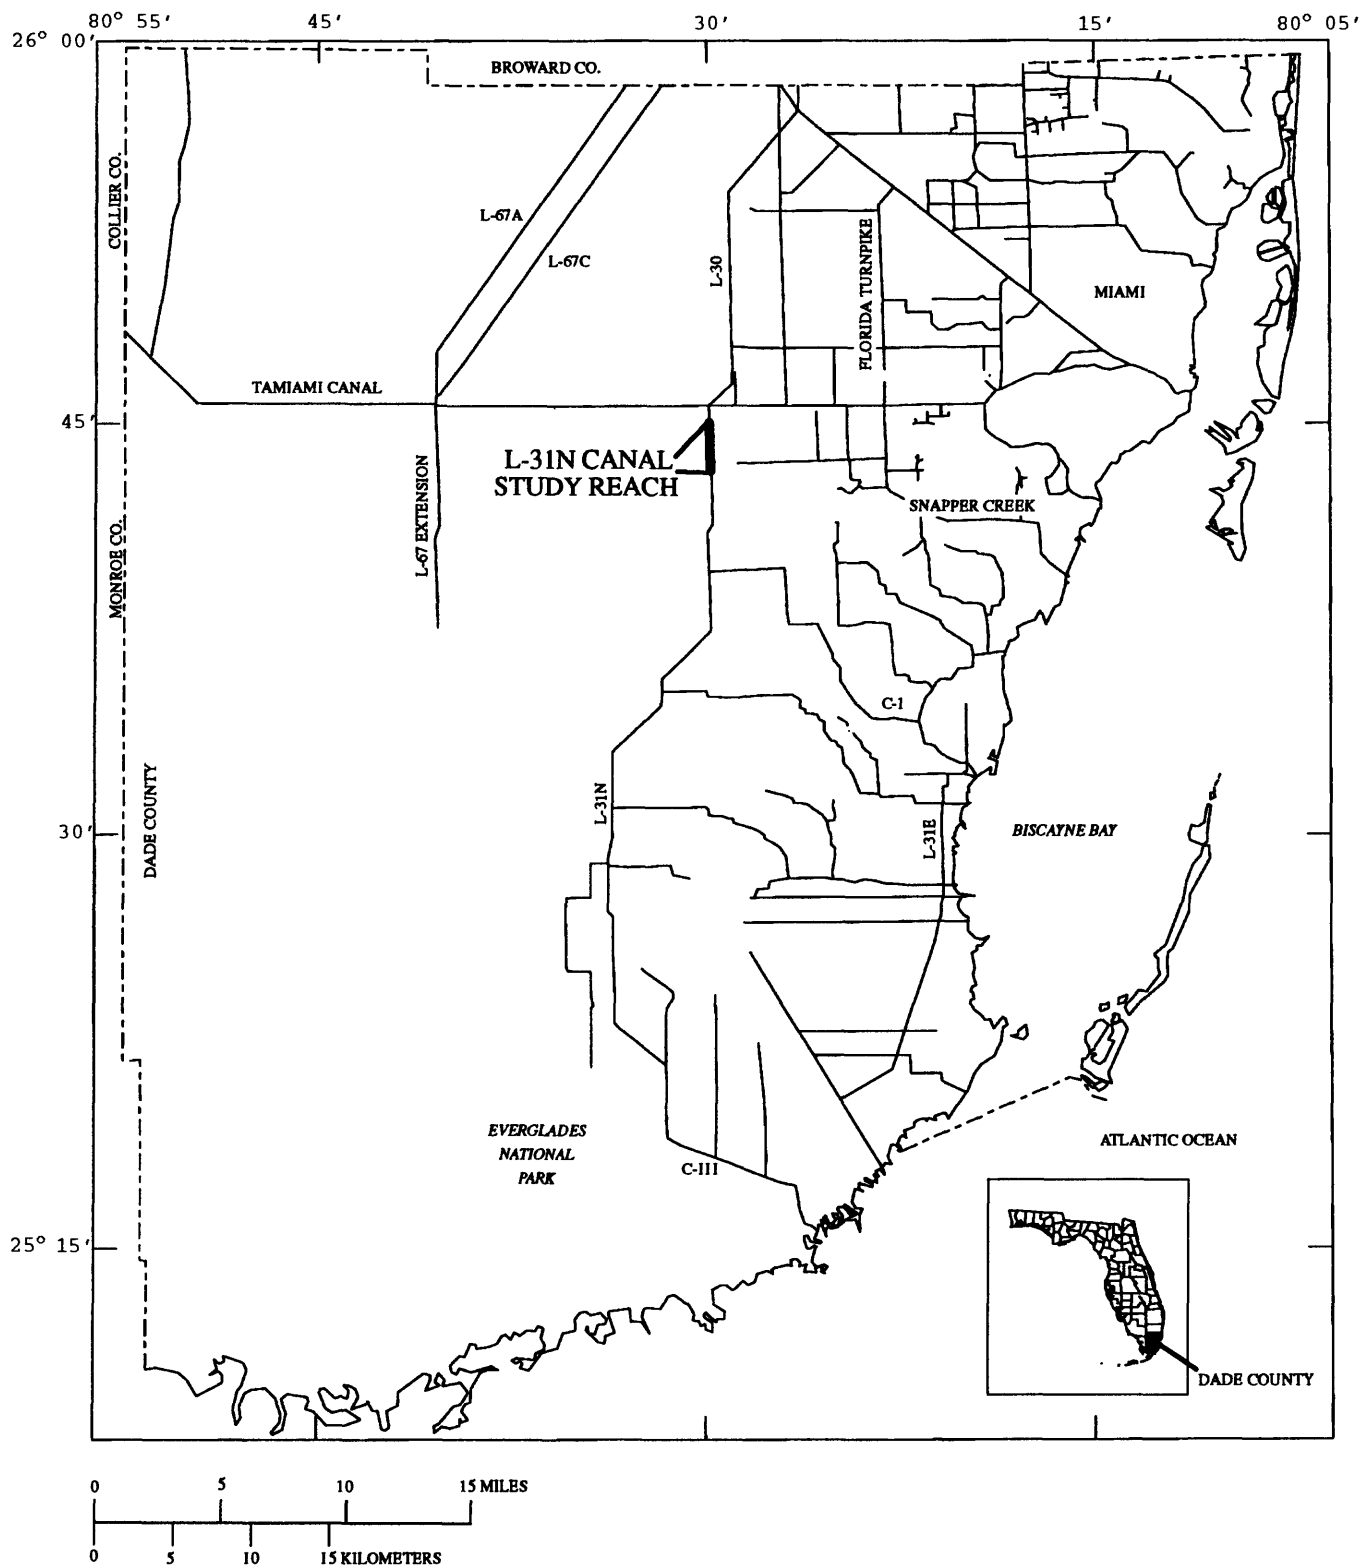 80° 55′ 45′ 30′ 15′ 80° 05′
26° 00′
BROWARD CO.
COLLIER CO.
L-67A
L-67C
L-30
FLORIDA TURNPIKE
MIAMI
TAMIAMI CANAL
45′
L-31N CANAL
STUDY REACH
L-67 EXTENSION
SNAPPER CREEK
MONROE CO.
C-1
DADE COUNTY
L-31N
L-31E
30′
BISCAYNE BAY
EVERGLADES
NATIONAL
PARK
C-III
ATLANTIC OCEAN
25° 15′
DADE COUNTY
0 5 10 15 MILES
0 5 10 15 KILOMETERS